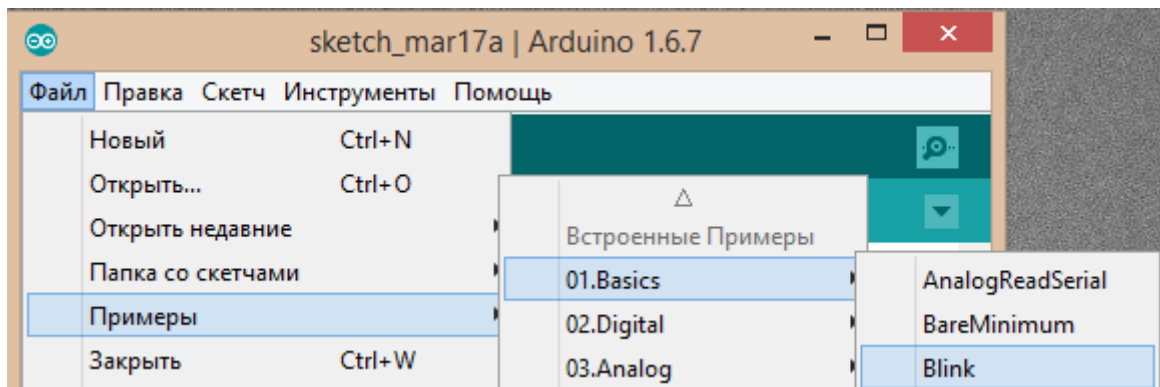 sketch_mar17a | Arduino 1.6.7
Файл Правка Скетч Инструменты Помощь
Новый Ctrl+N
Открыть... Ctrl+O
Открыть недавние
Папка со скетчами
Примеры
Закрыть Ctrl+W
Встроенные Примеры
01.Basics
02.Digital
03.Analog
AnalogReadSerial
BareMinimum
Blink